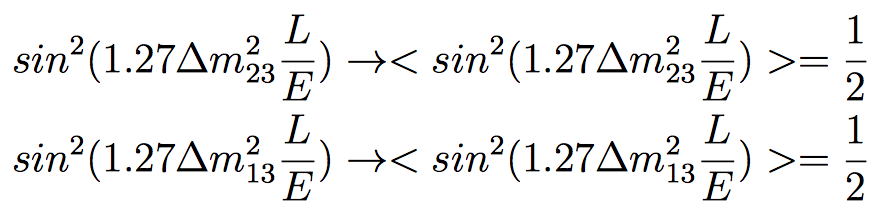 sin²(1.27Δm²₂₃ L/E) →< sin²(1.27Δm²₂₃ L/E) >= 1/2
sin²(1.27Δm²₁₃ L/E) →< sin²(1.27Δm²₁₃ L/E) >= 1/2